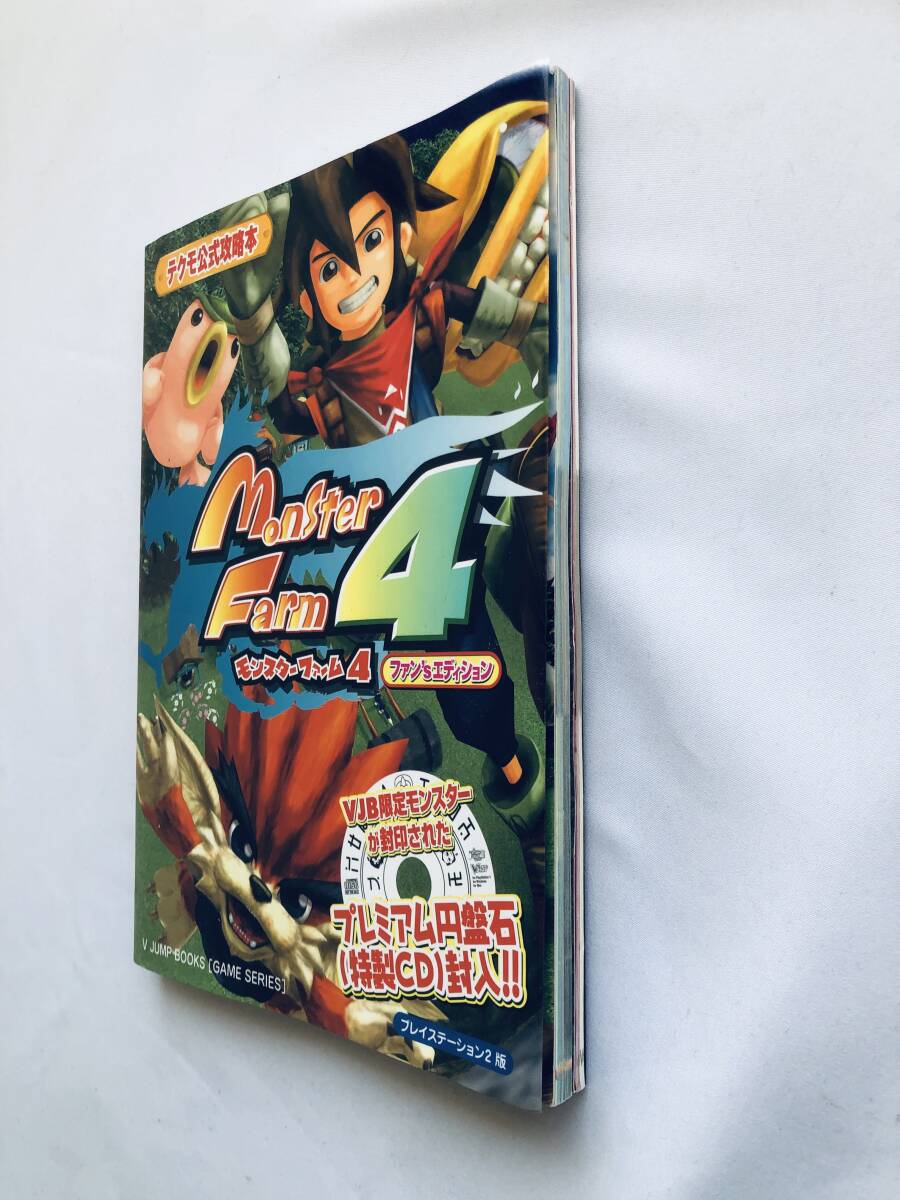 テクモ公式攻略本
Monster
Farm 4
モンスターファーム4
ファン'sエディション
VJB限定モンスター
が封印された
プレミアム円盤石
(特製CD)封入!!
V JUMP BOOKS [GAME SERIES]
プレイステーション2版